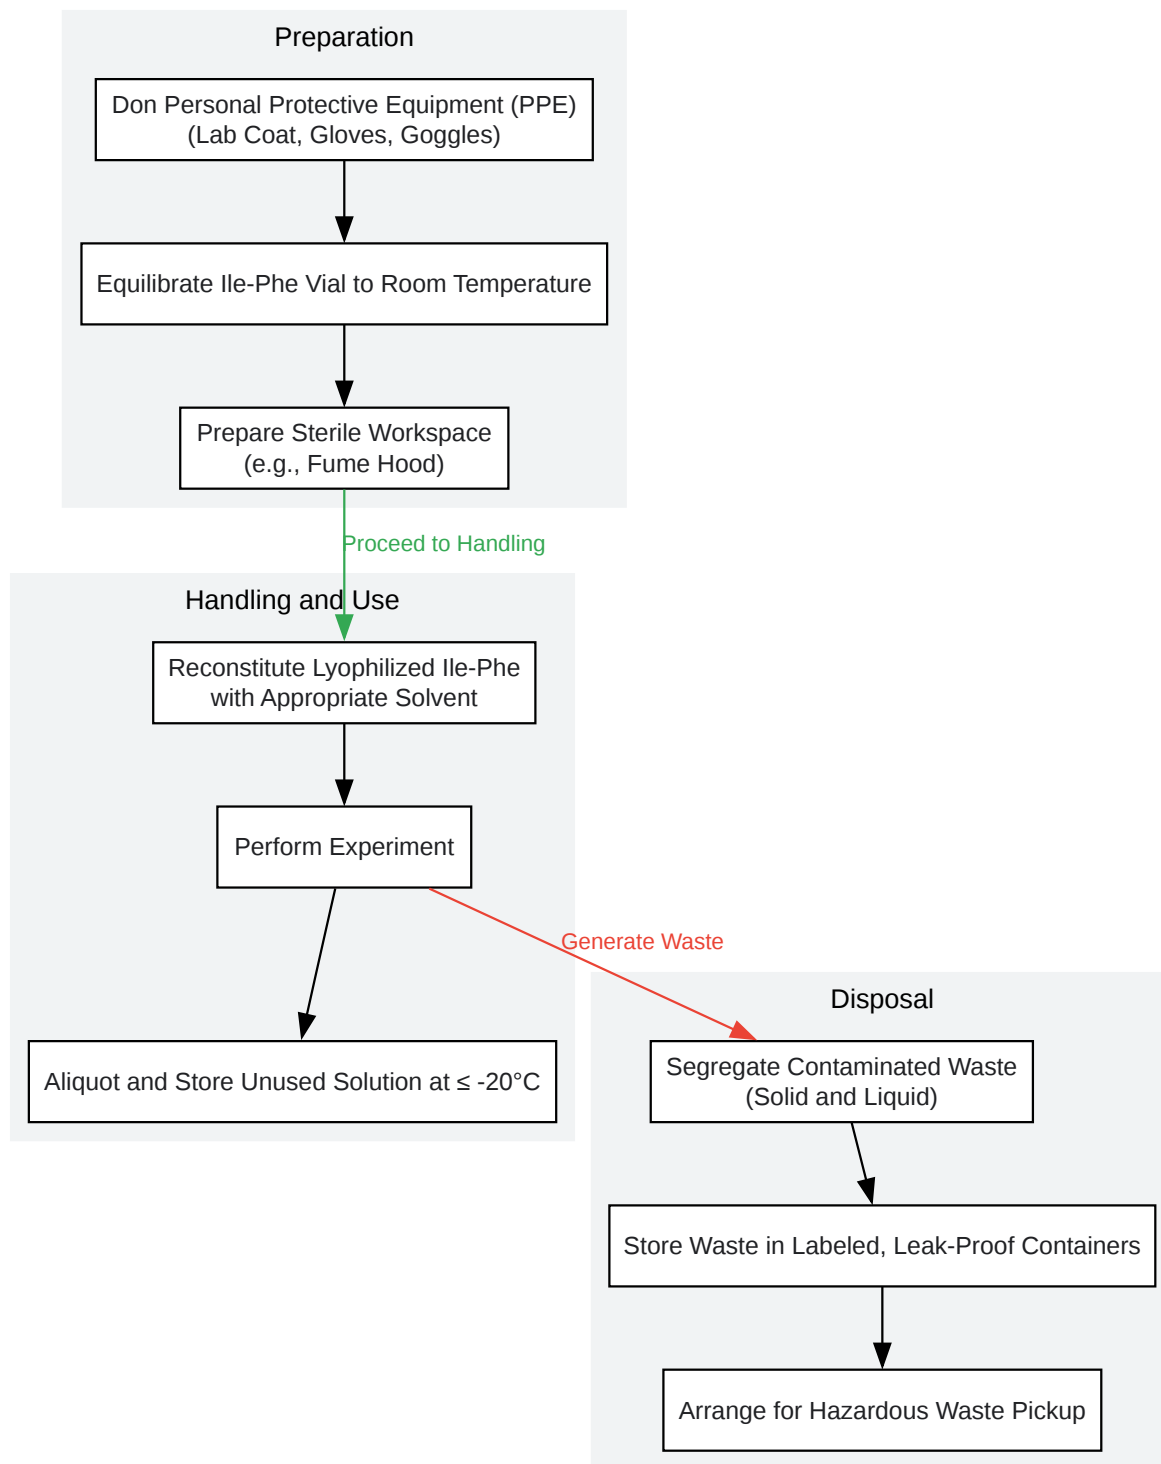 Preparation
Don Personal Protective Equipment (PPE)
(Lab Coat, Gloves, Goggles)
Equilibrate Ile-Phe Vial to Room Temperature
Prepare Sterile Workspace
(e.g., Fume Hood)
Proceed to Handling
Handling and Use
Reconstitute Lyophilized Ile-Phe
with Appropriate Solvent
Perform Experiment
Generate Waste
Aliquot and Store Unused Solution at ≤ -20°C
Disposal
Segregate Contaminated Waste
(Solid and Liquid)
Store Waste in Labeled, Leak-Proof Containers
Arrange for Hazardous Waste Pickup